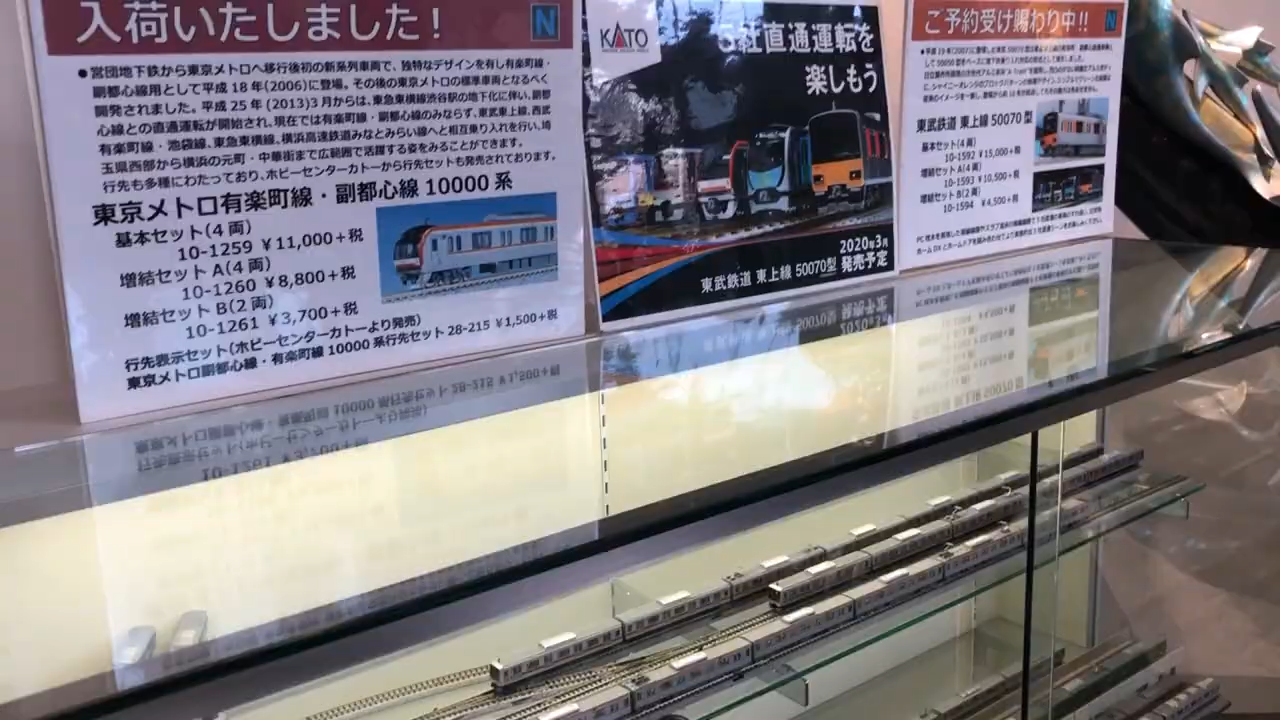 入荷いたしました！
N
●営団地下鉄から東京メトロへ移行後初の新系列車両で、独特なデザインを有し有楽町線・
副都心線用として平成18年(2006)に登場。その後の東京メトロの標準車両となるべく
開発されました。平成25年(2013)3月からは、東急東横線渋谷駅の地下化に伴い、副都
心線との直通運転が開始され、現在では有楽町線・副都心線のみならず、東武東上線、西武
有楽町線・池袋線、東急東横線、横浜高速鉄道みなとみらい線へと相互乗り入れを行い、埼
玉県西部から横浜の元町・中華街まで広範囲で活躍する姿をみることができます。
行先も多種にわたっており、ホビーセンターカトーから行先セットも発売されております。
東京メトロ有楽町線・副都心線 10000 系
基本セット(4両)
10-1259 ￥11,000＋税
増結セット A(4両)
10-1260 ￥8,800＋税
増結セット B(2両)
10-1261 ￥3,700＋税
行先表示セット(ホビーセンターカトーより発売)
東京メトロ副都心線・有楽町線 10000系行先セット 28-215 ￥1,500＋税
KATO
社直通運転を
楽しもう
2020年3月
発売予定
東武鉄道 東上線 50070型
ご予約受け賜わり中!!
N
東武鉄道 東上線 50070 型
基本セット(4両)
10-1592 ￥15,000＋税
増結セット A(4両)
10-1593 ￥10,500＋税
増結セット B(2両)
10-1594 ￥4,500＋税